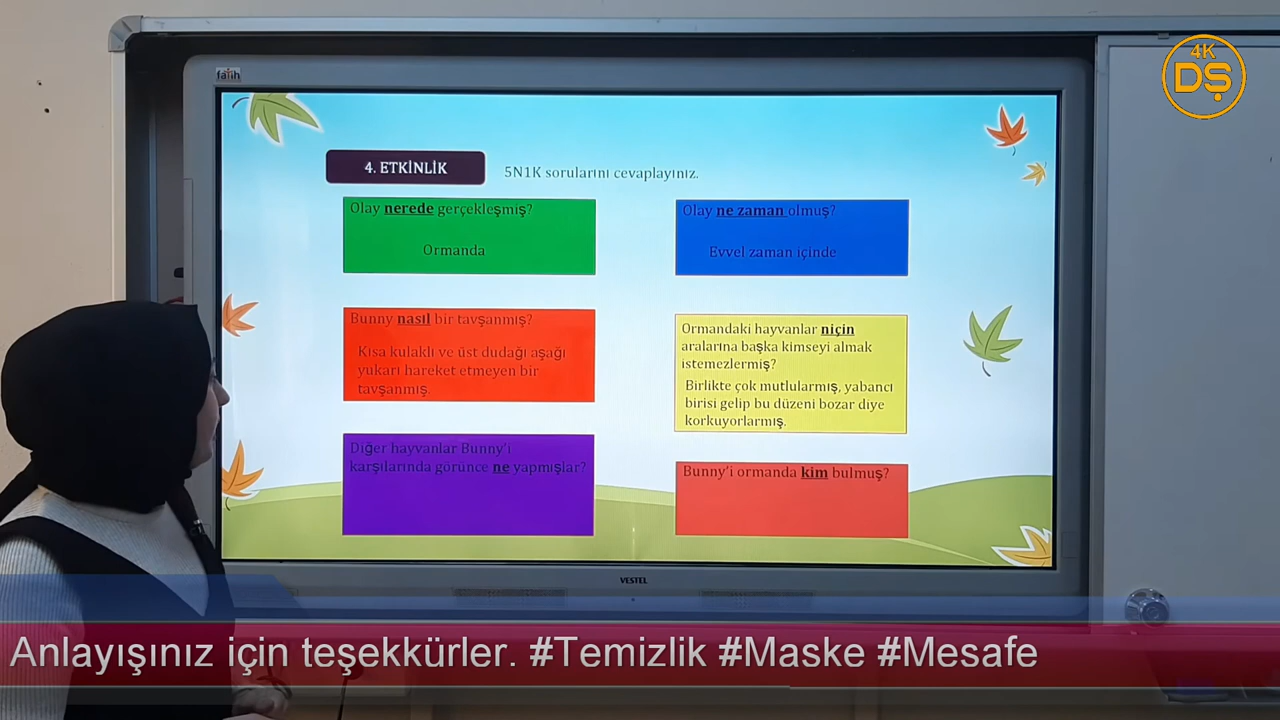 4K
DŞ
fatih
4. ETKİNLİK
5N1K sorularını cevaplayınız.
Olay nerede gerçekleşmiş?
Ormanda
Olay ne zaman olmuş?
Evvel zaman içinde
Bunny nasıl bir tavşanmış?
Kısa kulaklı ve üst dudağı aşağı
yukarı hareket etmeyen bir
tavşanmış.
Ormandaki hayvanlar niçin
aralarına başka kimseyi almak
istemezlermiş?
Birlikte çok mutlularmış, yabancı
birisi gelip bu düzeni bozar diye
korkuyorlarmış.
Diğer hayvanlar Bunny'i
karşılarında görünce ne yapmışlar?
Bunny'i ormanda kim bulmuş?
VESTEL
Anlayışınız için teşekkürler. #Temizlik #Maske #Mesafe